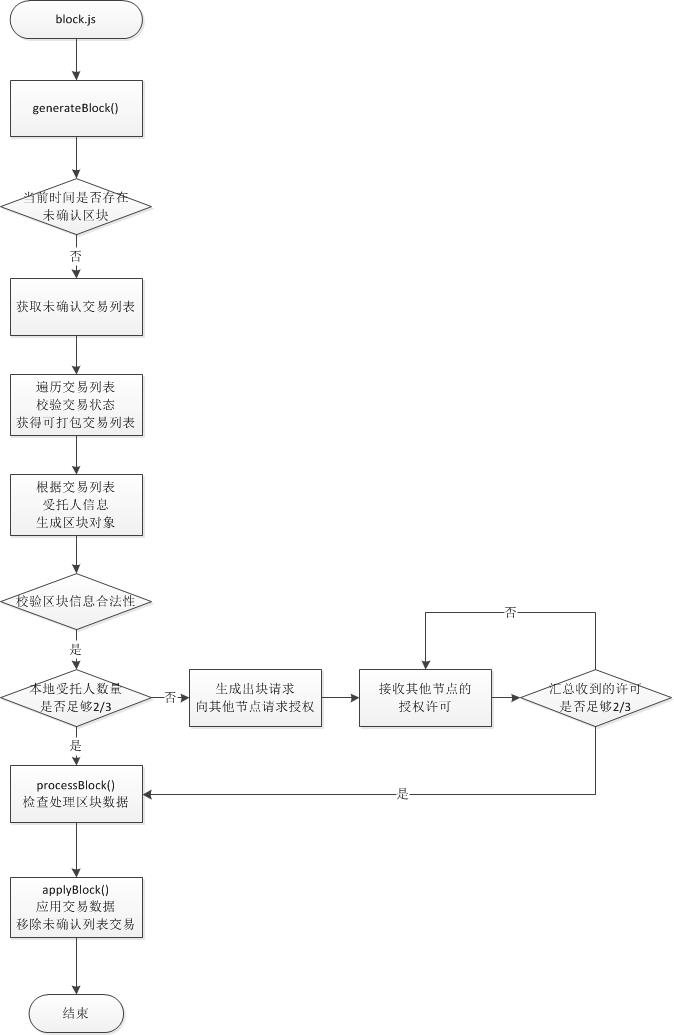 block.js
generateBlock()
当前时间是否存在
未确认区块
否
获取未确认交易列表
遍历交易列表
校验交易状态
获得可打包交易列表
根据交易列表
受托人信息
生成区块对象
校验区块信息合法性
是
否
本地受托人数量
是否足够2/3
否
生成出块请求
向其他节点请求授权
接收其他节点的
授权许可
汇总收到的许可
是否足够2/3
是
processBlock()
检查处理区块数据
是
applyBlock()
应用交易数据
移除未确认列表交易
结束